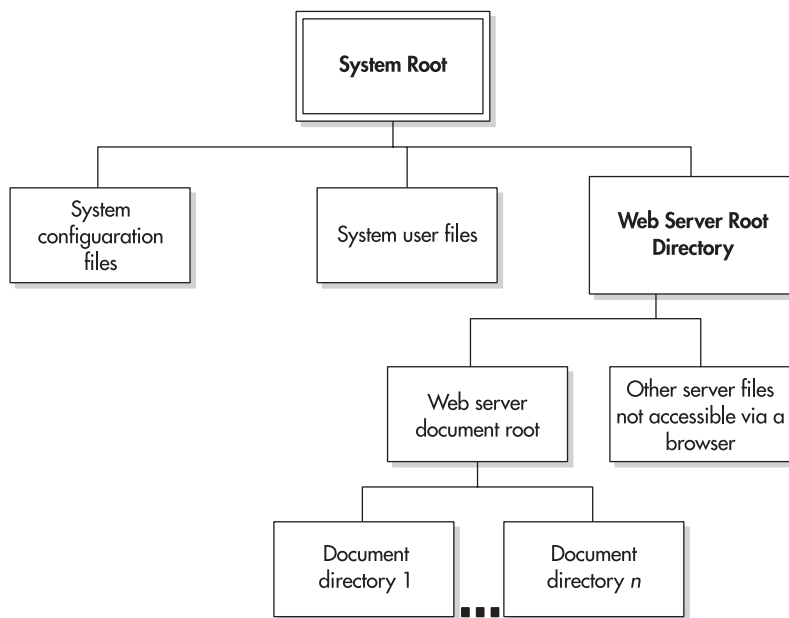 System Root
System
configuaration
files
System user files
Web Server Root
Directory
Web server
document root
Other server files
not accessible via a
browser
Document
directory 1
Document
directory n